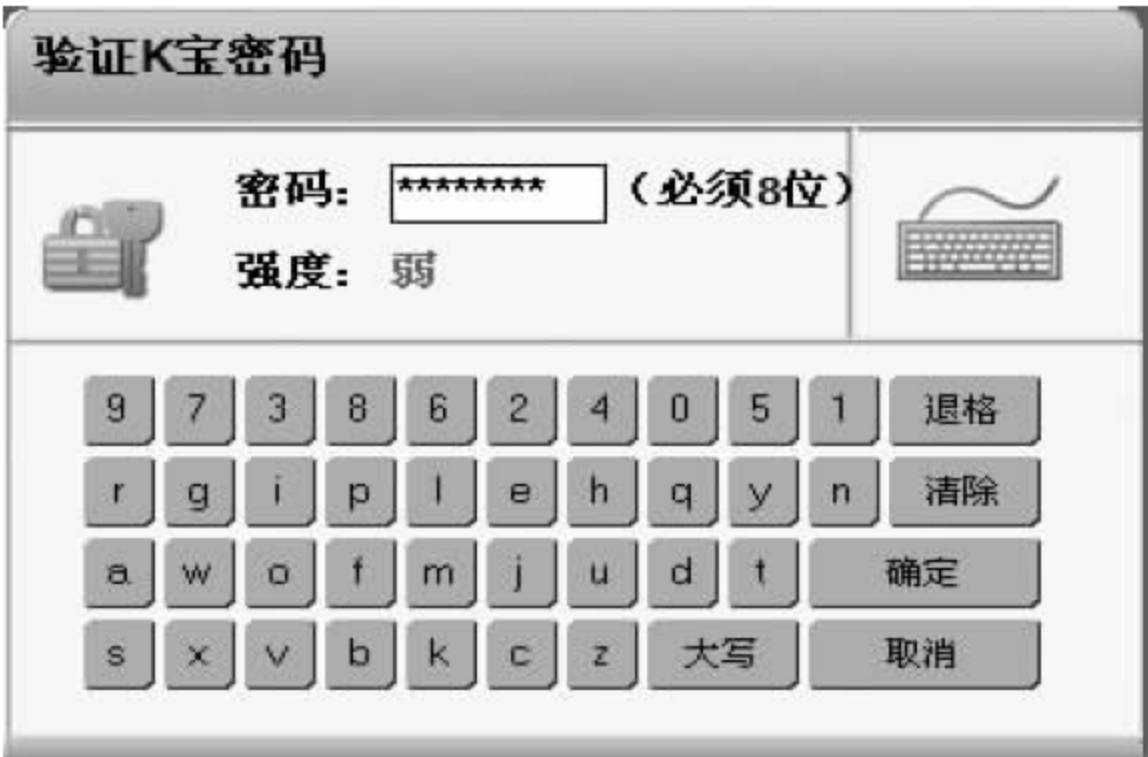 验证K宝密码
密码： ******** （必须8位）
强度： 弱
9 7 3 8 6 2 4 0 5 1 退格
r g i p l e h q y n 清除
a w o f m j u d t 确定
s x v b k c z 大写 取消